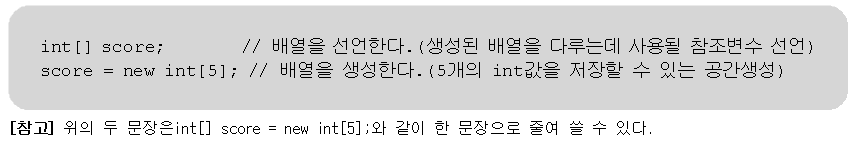 int[] score;        // 배열을 선언한다.(생성된 배열을 다루는데 사용될 참조변수 선언)
score = new int[5]; // 배열을 생성한다.(5개의 int값을 저장할 수 있는 공간생성)
[참고] 위의 두 문장은int[] score = new int[5];와 같이 한 문장으로 줄여 쓸 수 있다.